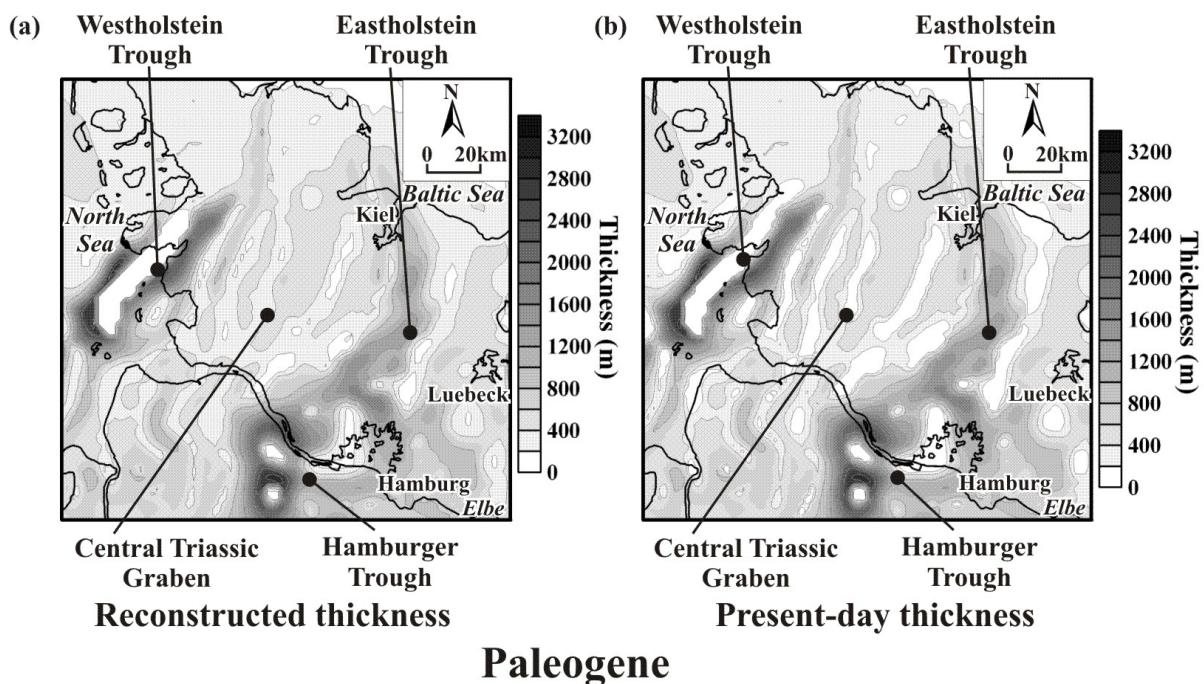 (a)
Westholstein
Trough
Eastholstein
Trough
N
0 20km
North
Sea
Baltic Sea
Kiel
Luebeck
Hamburg
Elbe
3200
2800
2400
2000
1600
1200
800
400
0
Thickness (m)
Central Triassic
Graben
Hamburger
Trough
Reconstructed thickness
(b)
Westholstein
Trough
Eastholstein
Trough
N
0 20km
North
Sea
Baltic Sea
Kiel
Luebeck
Hamburg
Elbe
3200
2800
2400
2000
1600
1200
800
400
0
Thickness (m)
Central Triassic
Graben
Hamburger
Trough
Present-day thickness
Paleogene